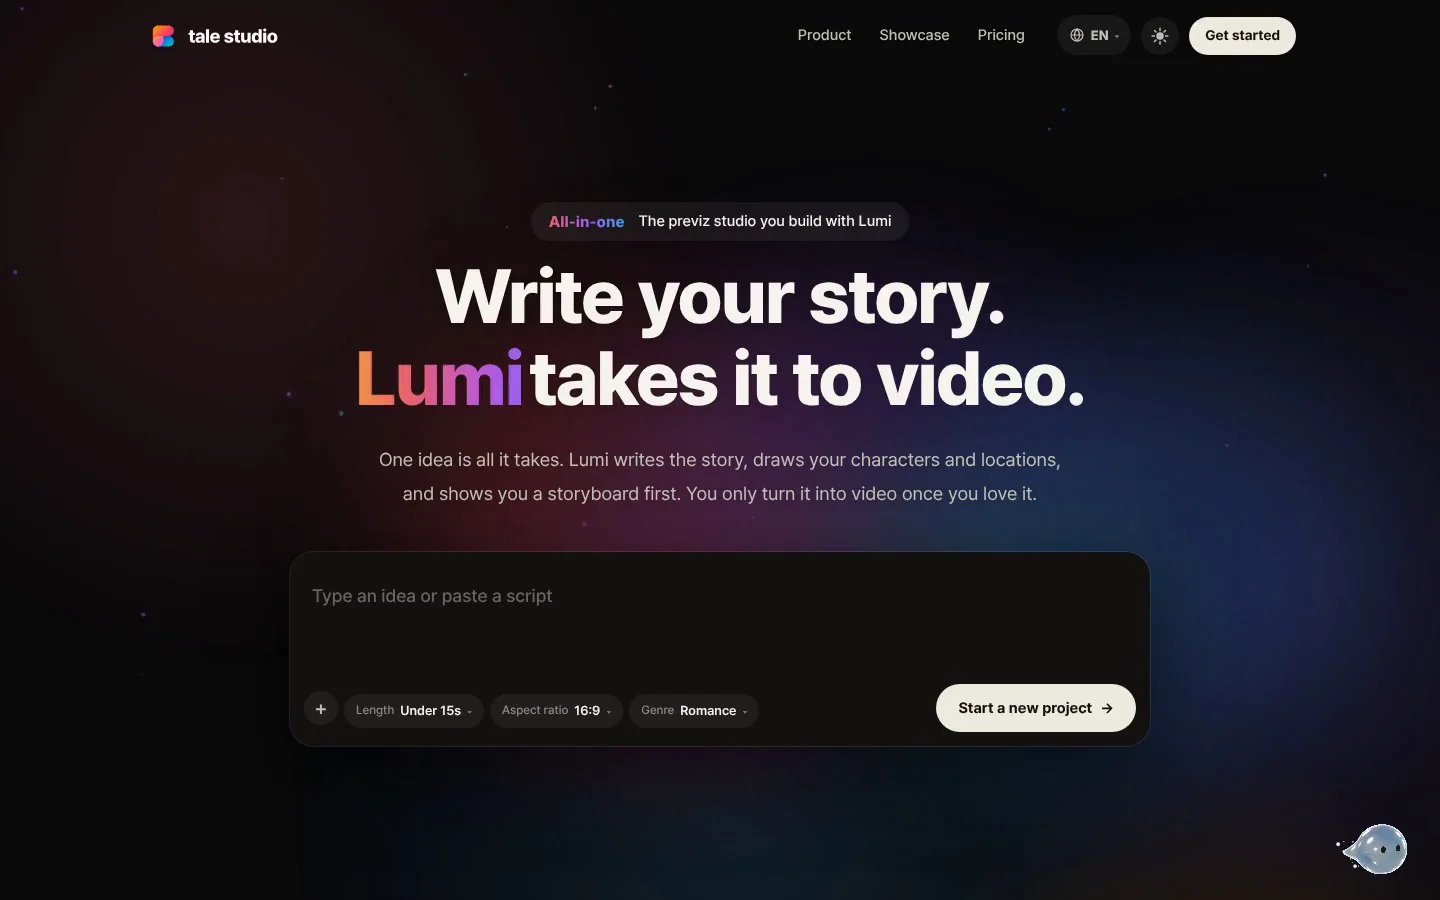 tale studio
Product
Showcase
Pricing
EN
Get started
All-in-one The previz studio you build with Lumi
Write your story.
Lumi takes it to video.
One idea is all it takes. Lumi writes the story, draws your characters and locations,
and shows you a storyboard first. You only turn it into video once you love it.
Type an idea or paste a script
+
Length Under 15s
Aspect ratio 16:9
Genre Romance
Start a new project →